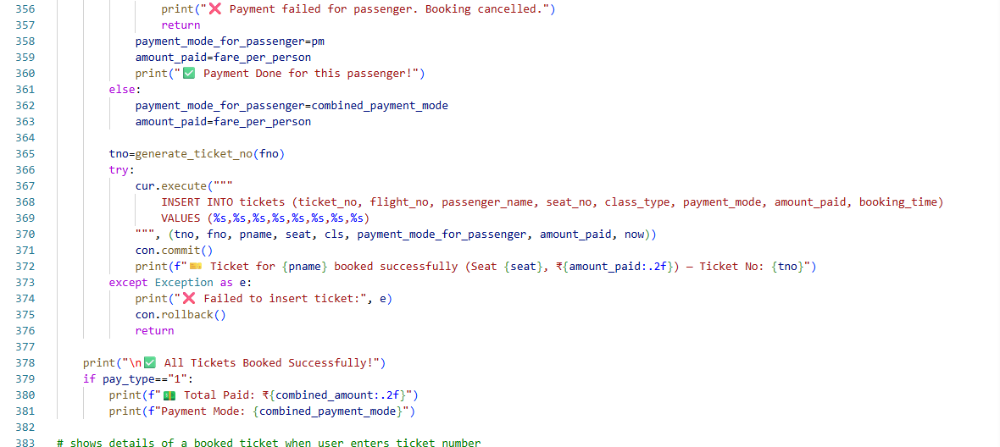 356                 print("❌ Payment failed for passenger. Booking cancelled.")
357                 return
358             payment_mode_for_passenger=pm
359             amount_paid=fare_per_person
360             print("✅ Payment Done for this passenger!")
361         else:
362             payment_mode_for_passenger=combined_payment_mode
363             amount_paid=fare_per_person
364
365         tno=generate_ticket_no(fno)
366         try:
367             cur.execute("""
368                 INSERT INTO tickets (ticket_no, flight_no, passenger_name, seat_no, class_type, payment_mode, amount_paid, booking_time)
369                 VALUES (%s,%s,%s,%s,%s,%s,%s,%s)
370             """, (tno, fno, pname, seat, cls, payment_mode_for_passenger, amount_paid, now))
371             con.commit()
372             print(f"🎫 Ticket for {pname} booked successfully (Seat {seat}, ₹{amount_paid:.2f}) — Ticket No: {tno}")
373         except Exception as e:
374             print("❌ Failed to insert ticket:", e)
375             con.rollback()
376             return
377
378     print("\n✅ All Tickets Booked Successfully!")
379     if pay_type=="1":
380         print(f"💵 Total Paid: ₹{combined_amount:.2f}")
381         print(f"Payment Mode: {combined_payment_mode}")
382
383 # shows details of a booked ticket when user enters ticket number